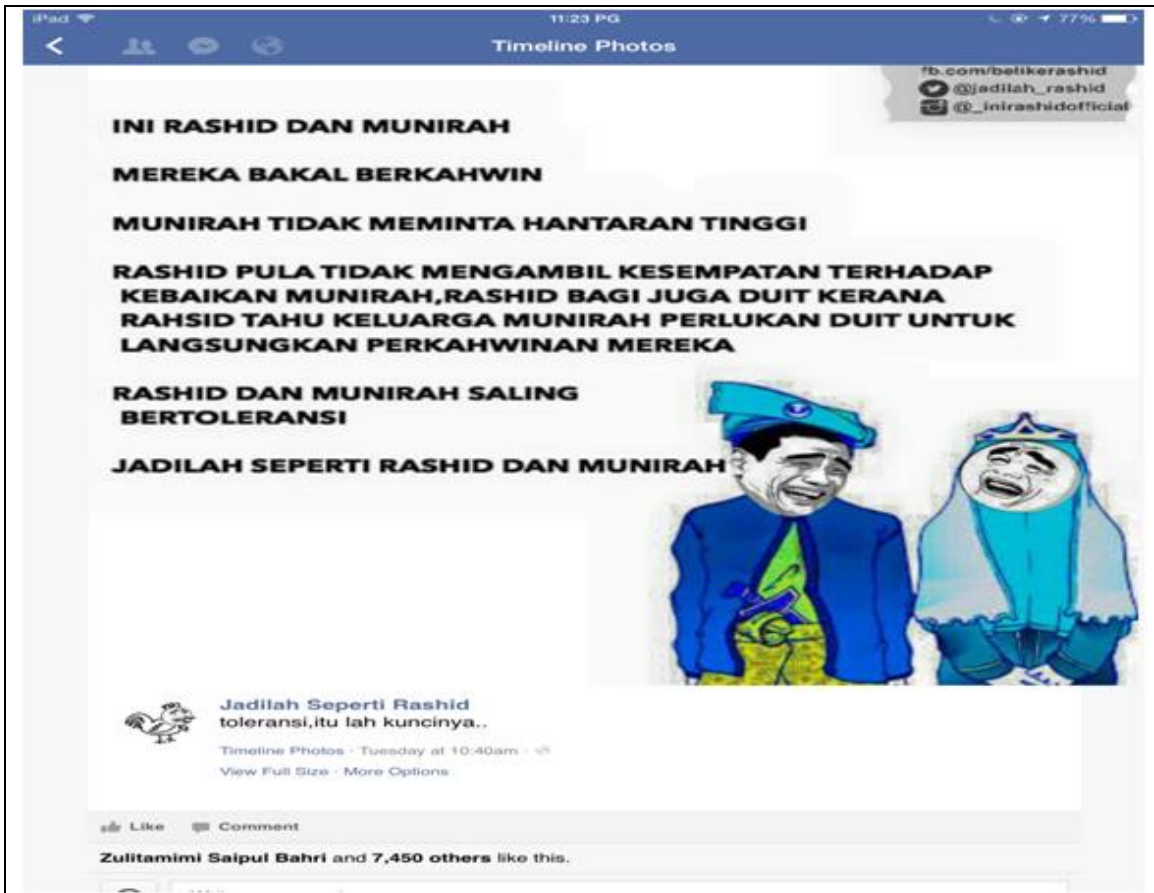 iPad
11:23 PG
77%
Timeline Photos
fb.com/belikerashid
@jadilah_rashid
@_inirashidofficial
INI RASHID DAN MUNIRAH
MEREKA BAKAL BERKAHWIN
MUNIRAH TIDAK MEMINTA HANTARAN TINGGI
RASHID PULA TIDAK MENGAMBIL KESEMPATAN TERHADAP
KEBAIKAN MUNIRAH,RASHID BAGI JUGA DUIT KERANA
RAHSID TAHU KELUARGA MUNIRAH PERLUKAN DUIT UNTUK
LANGSUNGKAN PERKAHWINAN MEREKA
RASHID DAN MUNIRAH SALING
BERTOLERANSI
JADILAH SEPERTI RASHID DAN MUNIRAH
Jadilah Seperti Rashid
toleransi,itu lah kuncinya..
Timeline Photos · Tuesday at 10:40am ·
View Full Size · More Options
Like Comment
Zulitamimi Saipul Bahri and 7,450 others like this.